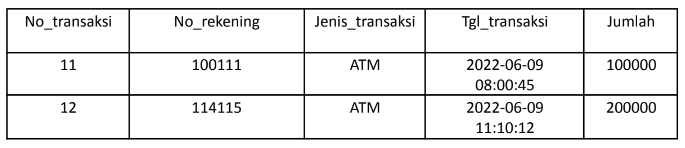 No_transaksi No_rekening Jenis_transaksi Tgl_transaksi Jumlah
11 100111 ATM 2022-06-09 100000
08:00:45
12 114115 ATM 2022-06-09 200000
11:10:12